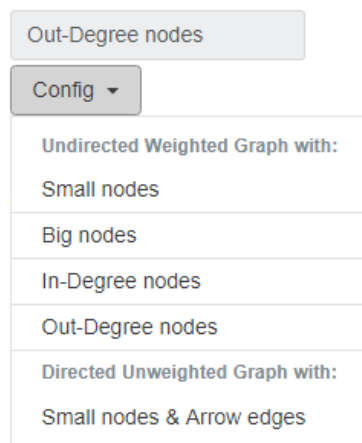 Out-Degree nodes
Config
Undirected Weighted Graph with:
Small nodes
Big nodes
In-Degree nodes
Out-Degree nodes
Directed Unweighted Graph with:
Small nodes & Arrow edges